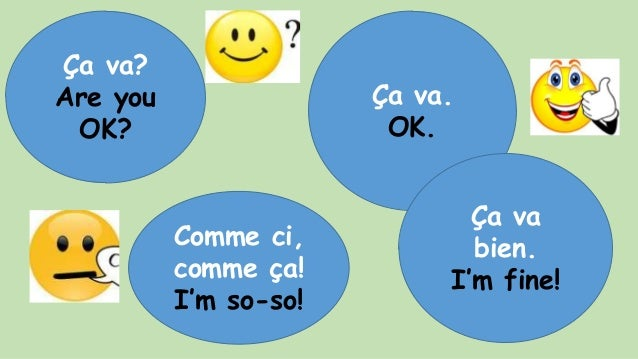 Ça va?
Are you
OK?
?
Ça va.
OK.
Comme ci,
comme ça!
I'm so-so!
Ça va
bien.
I'm fine!